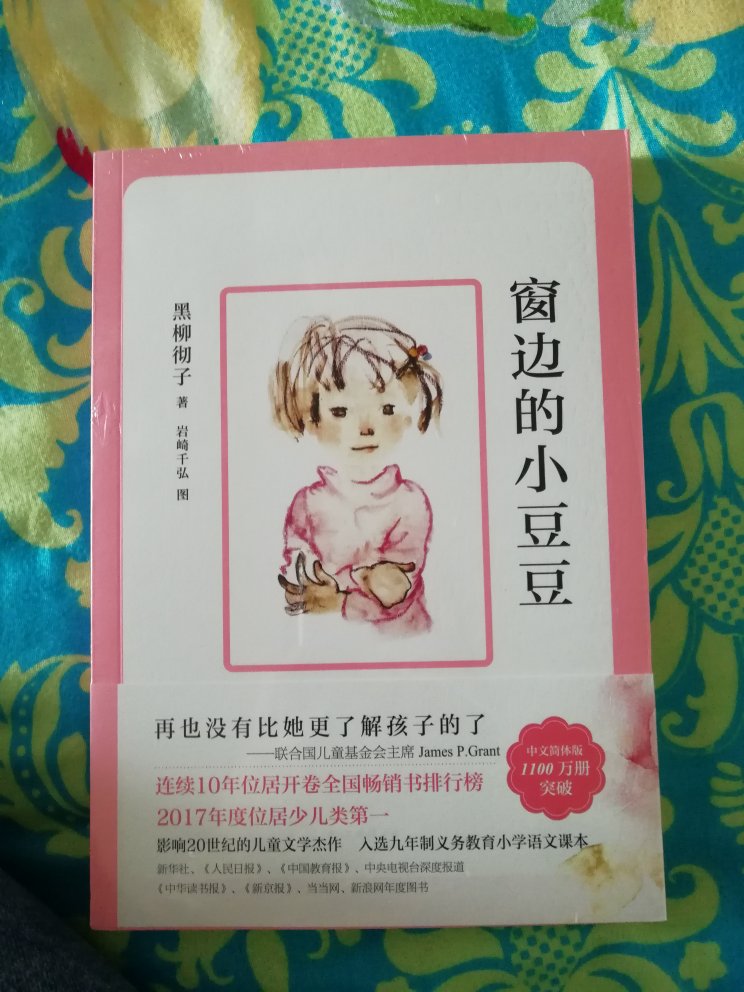 窗边的小豆豆
黑柳彻子 著
岩崎千弘 图
再也没有比她更了解孩子的了
——联合国儿童基金会主席 James P.Grant
连续10年位居开卷全国畅销书排行榜
2017年度位居少儿类第一
影响20世纪的儿童文学杰作 入选九年制义务教育小学语文课本
新华社、《人民日报》、《中国教育报》、中央电视台深度报道
《中华读书报》、《新京报》、当当网、新浪网年度图书
中文简体版
1100 万册
突破